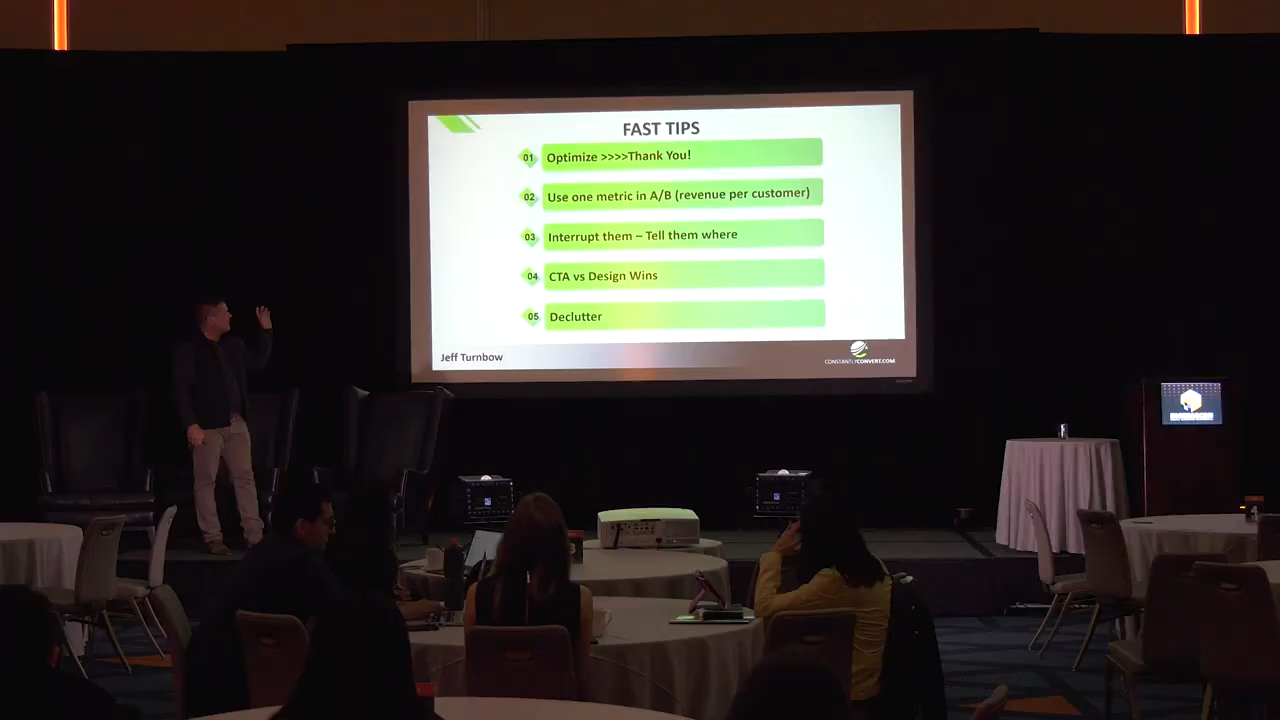 FAST TIPS
01 Optimize >>>>Thank You!
02 Use one metric in A/B (revenue per customer)
03 Interrupt them – Tell them where
04 CTA vs Design Wins
05 Declutter
Jeff Turnbow
CONSTANTLYCONVERT.COM